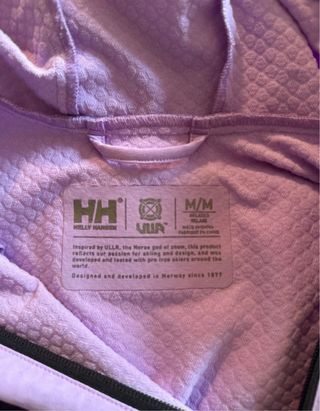 HH
HELLY HANSEN
ULLR
M/M
RELAXED
Inspired by ULLR, the Norse god of snow, this product
reflects our passion for skiing and design, and was
developed and tested with pro free skiers around the
world.
Designed and developed in Norway since 1877